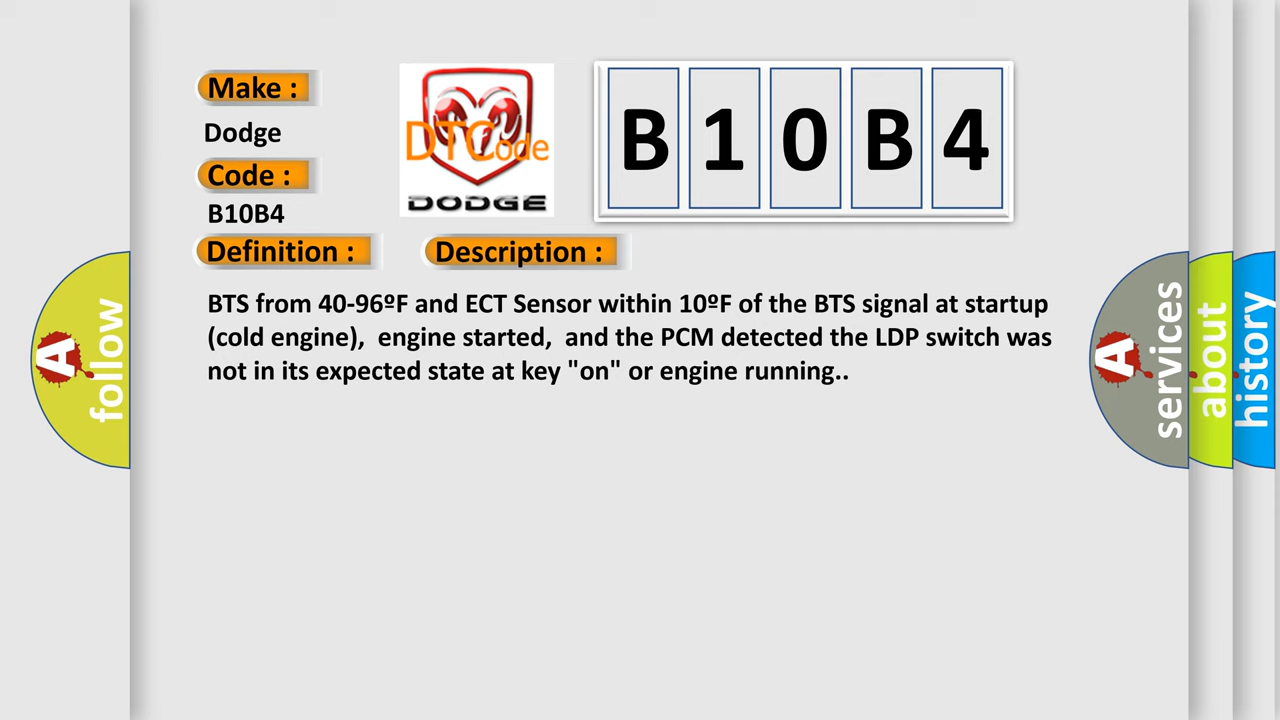 Make :
Dodge
Code :
B10B4
DTCode
DODGE
B 1 0 B 4
Definition :
Description :
BTS from 40-96ºF and ECT Sensor within 10ºF of the BTS signal at startup
(cold engine), engine started, and the PCM detected the LDP switch was
not in its expected state at key "on" or engine running..
A follow
A services
about
history